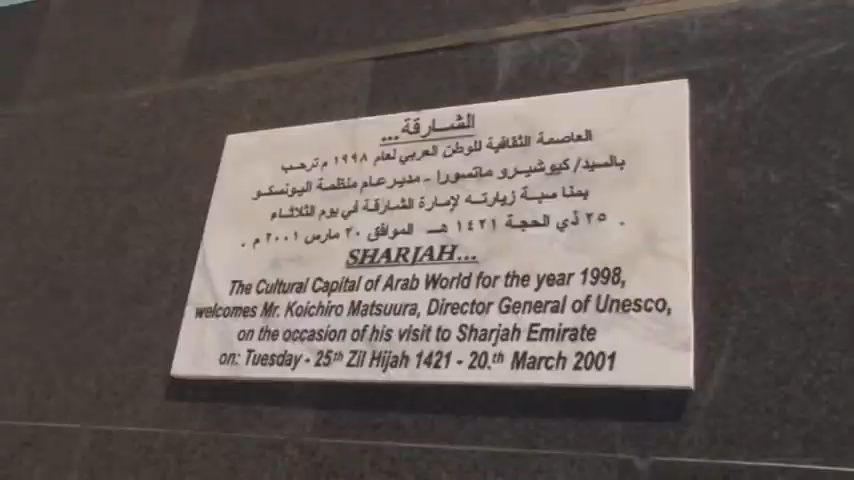 الشارقة...
العاصمة الثقافية للوطن العربي لعام ١٩٩٨ م ترحب
بالسيد/ كيوشيرو ماتسورا - مدير عام منظمة اليونسكو
بمناسبة زيارته لإمارة الشارقة في يوم الثلاثاء
٢٥ ذي الحجة ١٤٢١ هـ الموافق ٢٠ مارس ٢٠٠١ م .
SHARJAH...
The Cultural Capital of Arab World for the year 1998,
welcomes Mr. Koichiro Matsuura, Director General of Unesco,
on the occasion of his visit to Sharjah Emirate
on: Tuesday - 25th Zil Hijah 1421 - 20.th March 2001